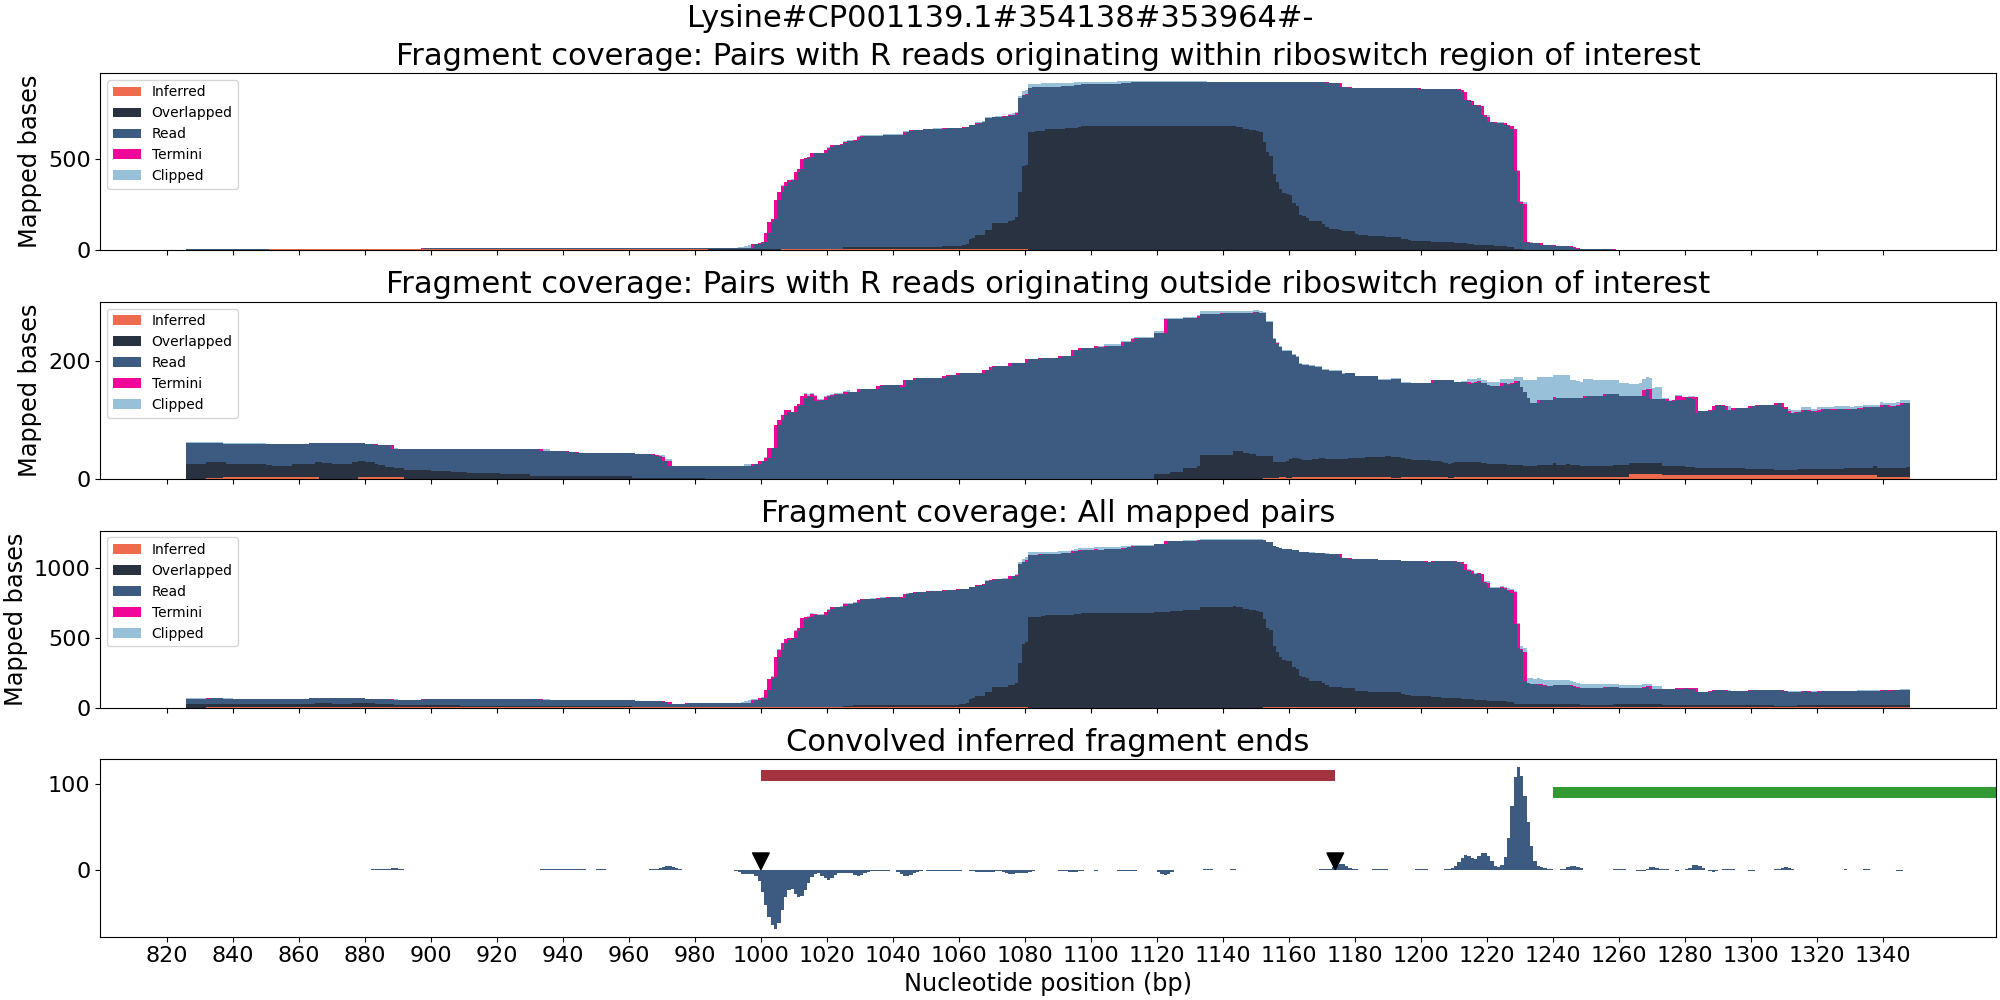 Lysine#CP001139.1#354138#353964#-
Fragment coverage: Pairs with R reads originating within riboswitch region of interest
Mapped bases
500
0
Inferred
Overlapped
Read
Termini
Clipped
Fragment coverage: Pairs with R reads originating outside riboswitch region of interest
Mapped bases
200
0
Inferred
Overlapped
Read
Termini
Clipped
Fragment coverage: All mapped pairs
Mapped bases
1000
500
0
Inferred
Overlapped
Read
Termini
Clipped
Convolved inferred fragment ends
100
0
820 840 860 880 900 920 940 960 980 1000 1020 1040 1060 1080 1100 1120 1140 1160 1180 1200 1220 1240 1260 1280 1300 1320 1340
Nucleotide position (bp)